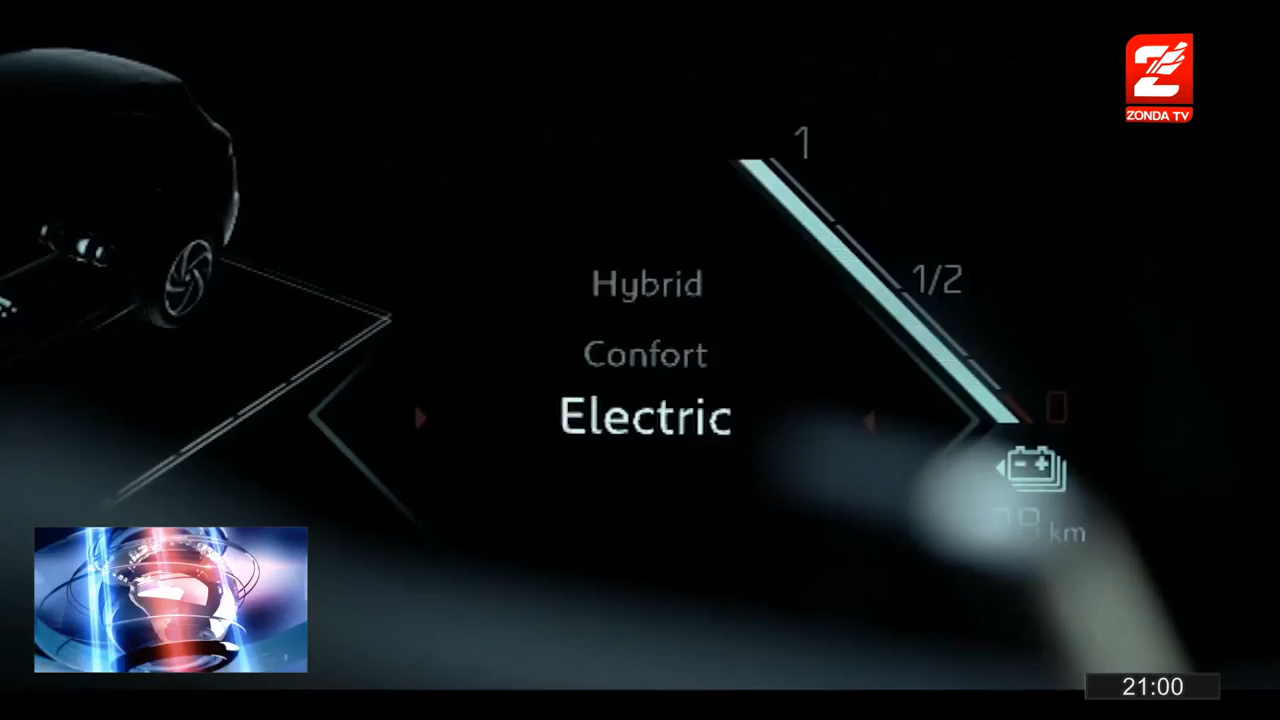 ZONDA TV
1
1/2
0
Hybrid
Confort
Electric
km
21:00